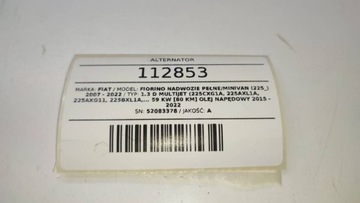 ALTERNATOR
112853
MARKA: FIAT / MODEL: FIORINO NADWOZIE PEŁNE/MINIVAN (225_)
2007 - 2022 / TYP: 1.3 D MULTIJET (225CXG1A, 225AXL1A,
225AXG11, 225BXL1A,... 59 KW [80 KM] OLEJ NAPĘDOWY 2015 -
2022
SN: 52083378 / JAKOŚĆ: A